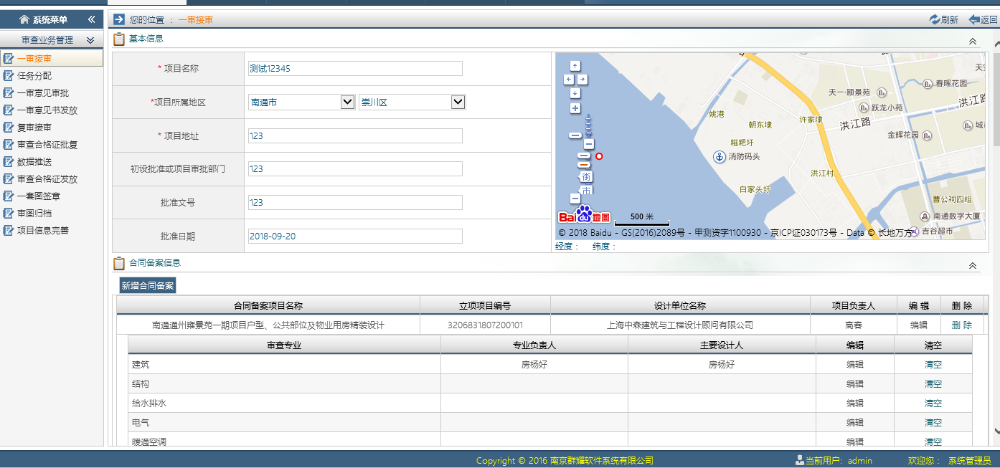 系统菜单
您的位置 ： 一审接审
刷新 返回
审查业务管理
一审接审
任务分配
一审意见审批
一审意见书发放
复审接审
审查合格证批复
数据推送
审查合格证发放
一套图签章
审图归档
项目信息完善
基本信息
* 项目名称 测试12345
*项目所属地区 南通市 崇川区
* 项目地址 123
初设批准或项目审批部门 123
批准文号 123
批准日期 2018-09-20
春晖花园
天一·颐景苑
跃龙小苑
洪江路
姚港
朝东埭
许家埭
洪江路
金辉花园
糍粑圩
消防码头
洪江村
白家头圩
曹公祠四组
南通数字大厦
吉谷超市
街
市
Bai du 地图
500 米
© 2018 Baidu - GS(2016)2089号 - 甲测资字1100930 - 京ICP证030173号 - Data © 长地万方
经度： 纬度：
合同备案信息
新增合同备案
合同备案项目名称 立项项目编号 设计单位名称 项目负责人 编 辑 删 除
南通通州雍景苑一期项目户型、公共部位及物业用房精装设计 3206831807200101 上海中森建筑与工程设计顾问有限公司 高春 编辑 删 除
审查专业 专业负责人 主要设计人 编辑 清空
建筑 房杨好 房杨好 编辑 清空
结构 编辑 清空
给水排水 编辑 清空
电气 编辑 清空
暖通空调 编辑 清空
Copyright © 2016 南京群耀软件系统有限公司
当前用户: admin
欢迎您： 系统管理员